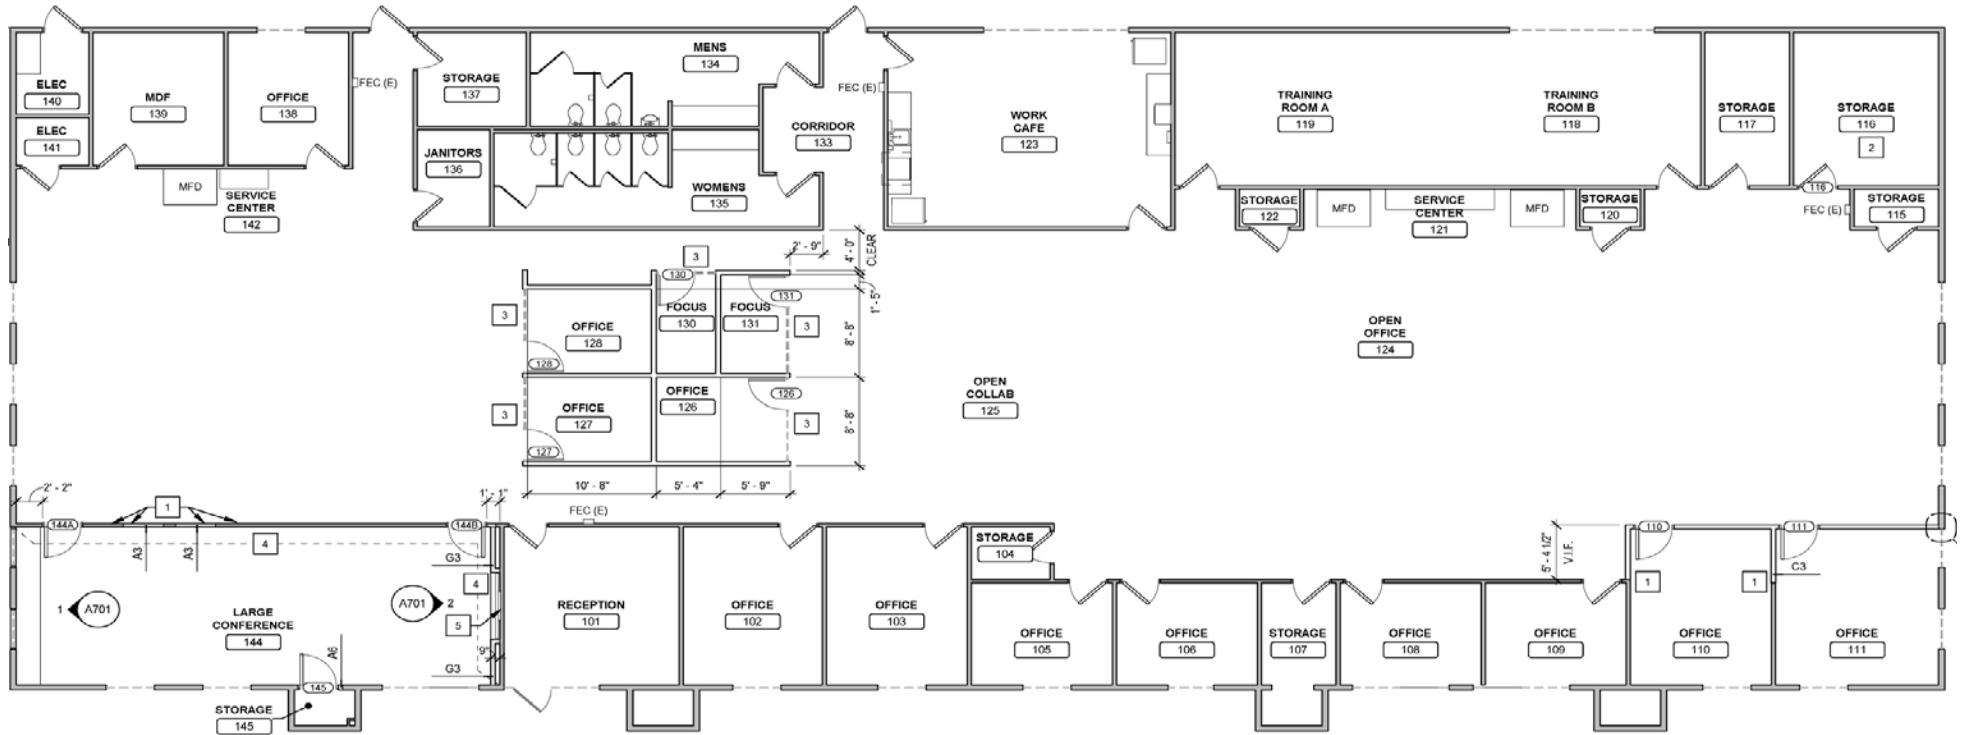 ELEC
140
ELEC
141
MDF
139
OFFICE
138
FEC (E)
MFD
SERVICE
CENTER
142
STORAGE
137
JANITORS
136
MENS
134
WOMENS
135
CORRIDOR
133
FEC (E)
WORK
CAFE
123
TRAINING
ROOM A
119
TRAINING
ROOM B
118
STORAGE
117
STORAGE
116
2
116
FEC (E)
STORAGE
115
STORAGE
122
MFD
SERVICE
CENTER
121
MFD
STORAGE
120
2' - 9"
4'- 0"
CLEAR
1' - 5"
8' - 8"
8' - 8"
3
130
131
FOCUS
130
FOCUS
131
3
3
OFFICE
128
128
OFFICE
126
126
3
3
OFFICE
127
127
10' - 8"
5' - 4"
5' - 9"
OPEN
OFFICE
124
OPEN
COLLAB
125
2' - 2"
1
1' - 1"
144A
144B
A3
A3
4
G3
4
1
A701
A701
2
LARGE
CONFERENCE
144
5
9"
G3
A6
145
STORAGE
145
FEC (E)
RECEPTION
101
OFFICE
102
OFFICE
103
STORAGE
104
OFFICE
105
OFFICE
106
STORAGE
107
OFFICE
108
OFFICE
109
5' - 4 1/2"
V.I.F.
110
111
1
1
C3
OFFICE
110
OFFICE
111